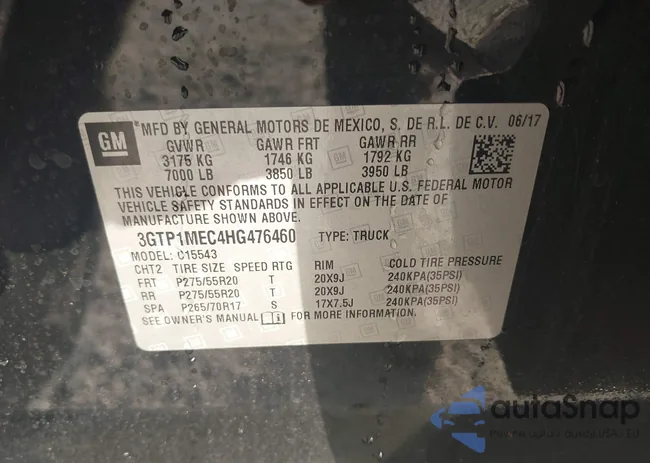 GM
*MFD BY GENERAL MOTORS DE MEXICO, S. DE R.L. DE C.V. 06/17
GVWR GAWR FRT GAWR RR
3175 KG 1746 KG 1792 KG
7000 LB 3850 LB 3950 LB
THIS VEHICLE CONFORMS TO ALL APPLICABLE U.S. FEDERAL MOTOR
VEHICLE SAFETY STANDARDS IN EFFECT ON THE DATE OF
MANUFACTURE SHOWN ABOVE.
3GTP1MEC4HG476460 TYPE: TRUCK
MODEL: C15543
CHT2 TIRE SIZE SPEED RTG RIM COLD TIRE PRESSURE
FRT P275/55R20 T 20X9J 240KPA(35PSI)
RR P275/55R20 T 20X9J 240KPA(35PSI)
SPA P265/70R17 S 17X7.5J 240KPA(35PSI)
SEE OWNER'S MANUAL FOR MORE INFORMATION.
autoSnap